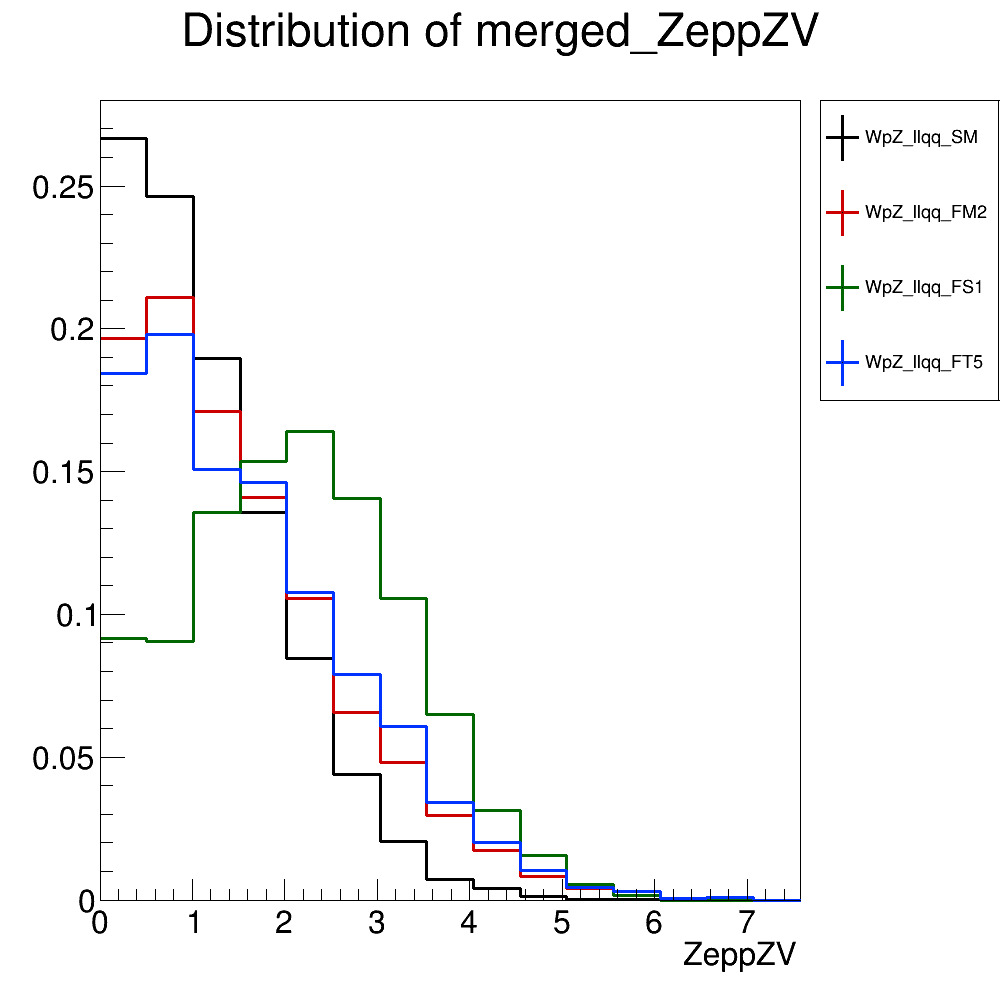 Distribution of merged_ZeppZV
WpZ_llqq_SM
WpZ_llqq_FM2
WpZ_llqq_FS1
WpZ_llqq_FT5
0.25
0.2
0.15
0.1
0.05
0
0 1 2 3 4 5 6 7
ZeppZV